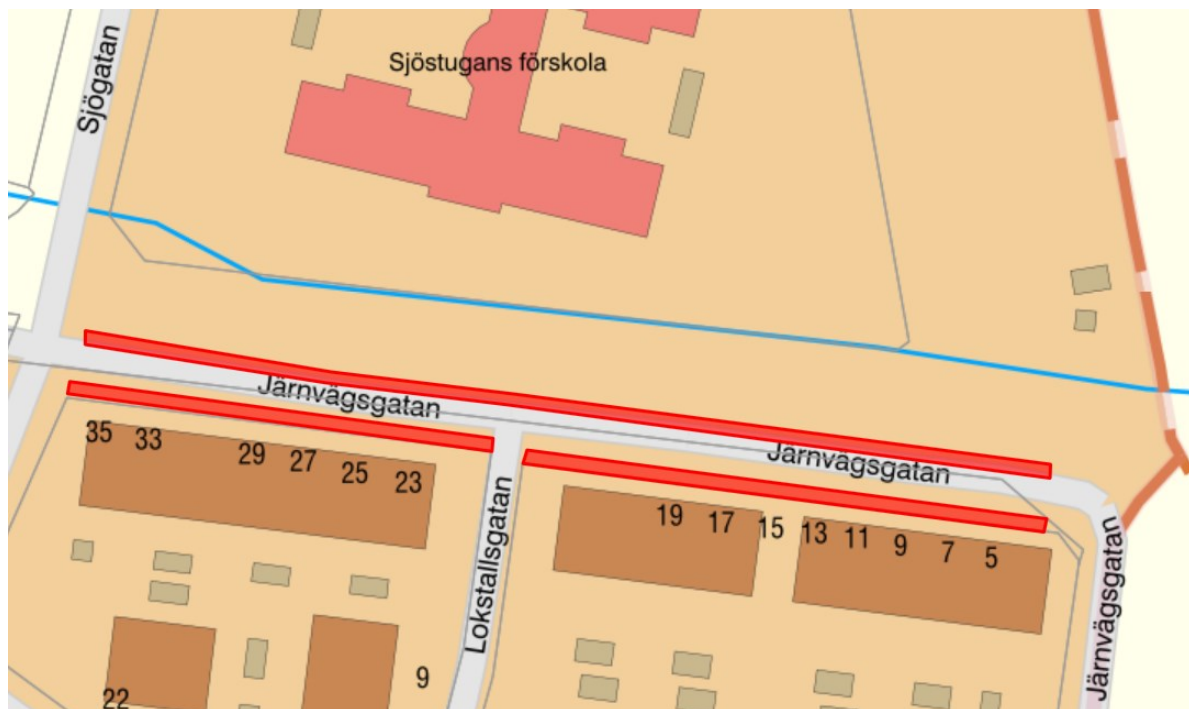 Sjögatan
Sjöstugans förskola
Järnvägsgatan
Järnvägsgatan
35 33 29 27 25 23
19 17 15 13 11 9 7 5
Lokstallsgatan
Järnvägsgatan
9
22